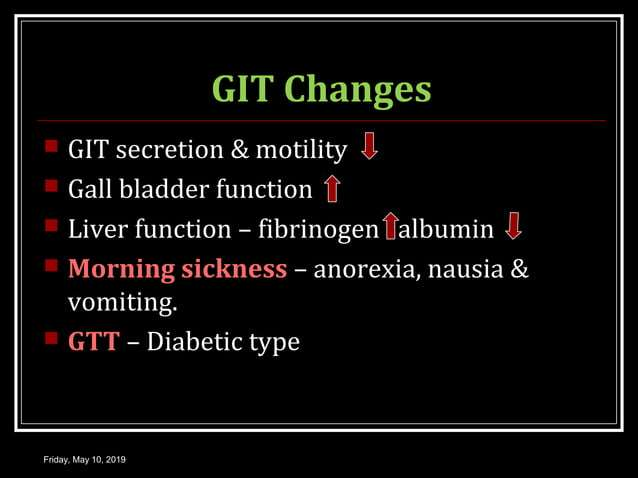 GIT Changes
GIT secretion & motility
Gall bladder function
Liver function – fibrinogen albumin
Morning sickness – anorexia, nausia &
vomiting.
GTT – Diabetic type
Friday, May 10, 2019